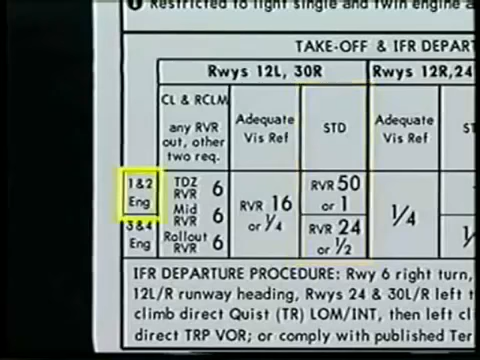 Restricted to light single and twin engine a
TAKE-OFF & IFR DEPAR
Rwys 12L, 30R
Rwys 12R,24
CL & RCLM
any RVR
out, other
two req.
Adequate
Vis Ref
STD
Adequate
Vis Ref
1 & 2
Eng
3 & 4
Eng
TDZ
RVR 6
Mid
RVR 6
Rollout
RVR 6
RVR 16
or 1/4
RVR 50
or 1
RVR 24
or 1/2
1/4
IFR DEPARTURE PROCEDURE: Rwy 6 right turn,
12L/R runway heading, Rwys 24 & 30L/R left t
climb direct Quist (TR) LOM/INT, then left cl
direct TRP VOR; or comply with published Ter